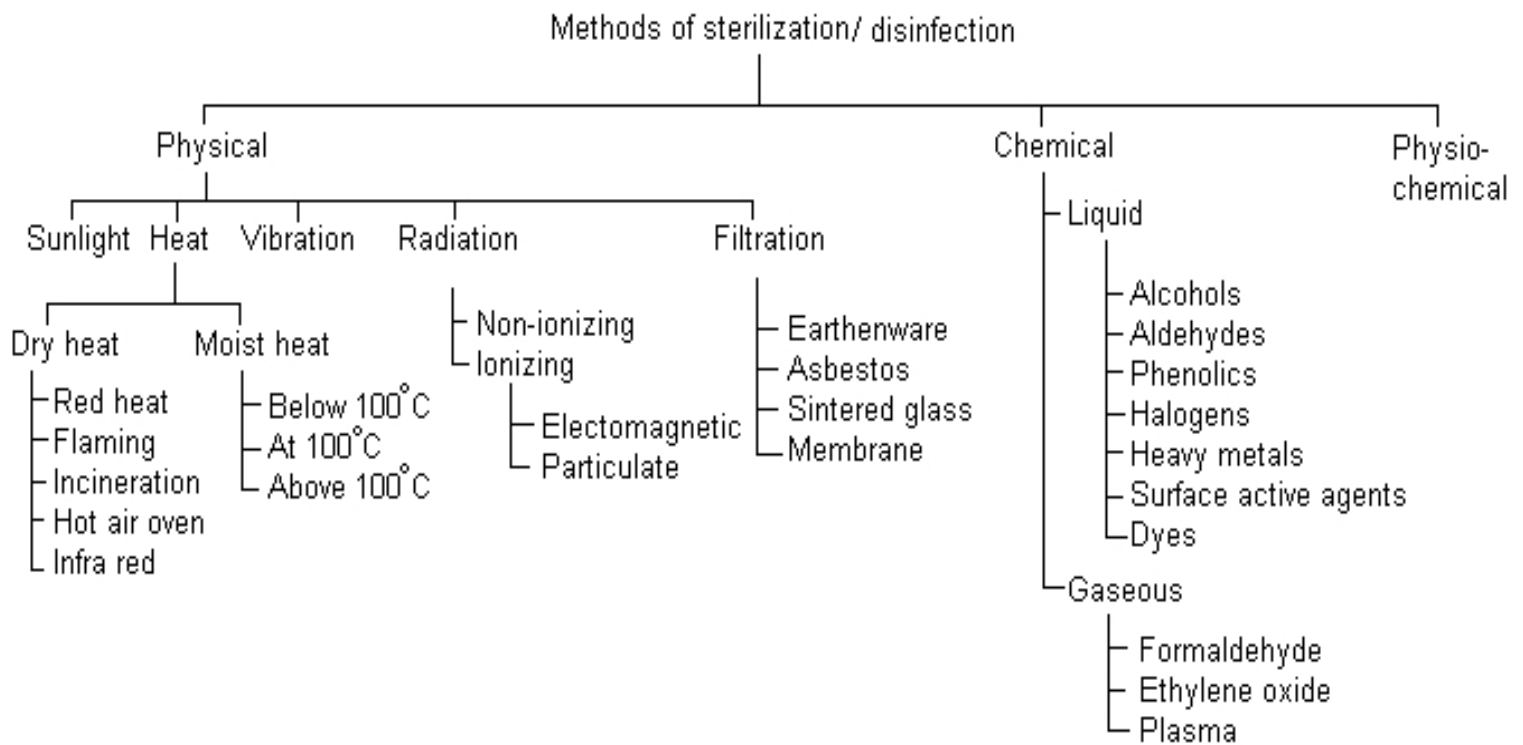 Methods of sterilization/ disinfection
Physical
Chemical
Physio-
chemical
Sunlight
Heat
Vibration
Radiation
Filtration
Dry heat
Red heat
Flaming
Incineration
Hot air oven
Infra red
Moist heat
Below 100°C
At 100°C
Above 100°C
Non-ionizing
Ionizing
Electomagnetic
Particulate
Earthenware
Asbestos
Sintered glass
Membrane
Liquid
Alcohols
Aldehydes
Phenolics
Halogens
Heavy metals
Surface active agents
Dyes
Gaseous
Formaldehyde
Ethylene oxide
Plasma